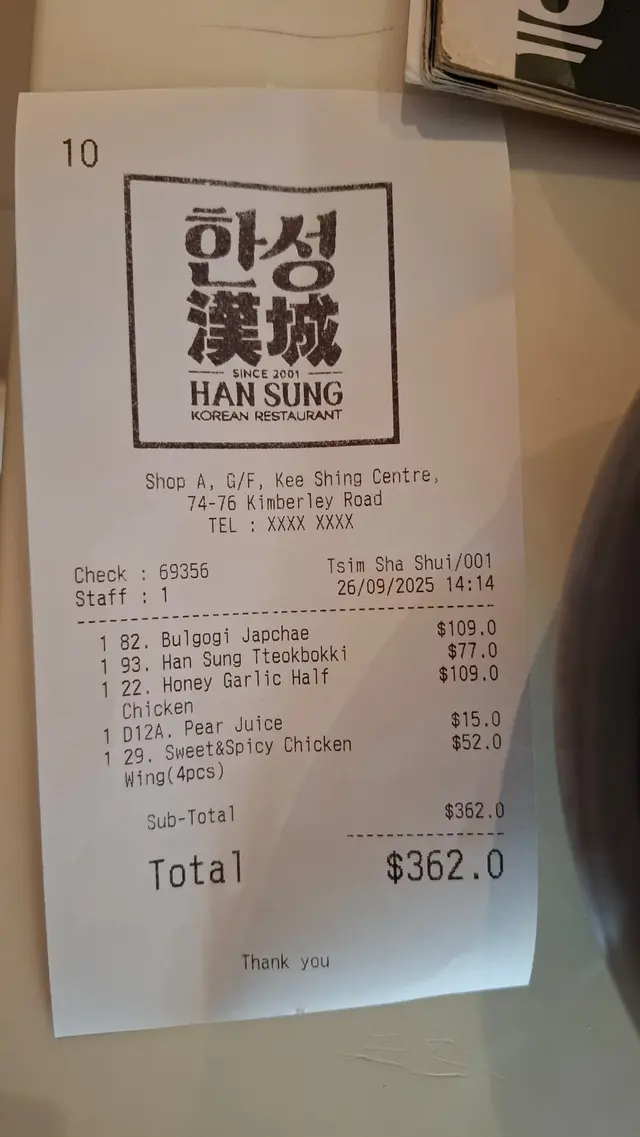 10
한성
漢城
SINCE 2001
HAN SUNG
KOREAN RESTAURANT
Shop A, G/F, Kee Shing Centre,
74-76 Kimberley Road
TEL : XXXX XXXX
Check : 69356 Tsim Sha Shui/001
Staff : 1 26/09/2025 14:14
1 82. Bulgogi Japchae $109.0
1 93. Han Sung Tteokbokki $77.0
1 22. Honey Garlic Half $109.0
Chicken
1 D12A. Pear Juice $15.0
1 29. Sweet&Spicy Chicken $52.0
Wing(4pcs)
Sub-Total $362.0
Total $362.0
Thank you